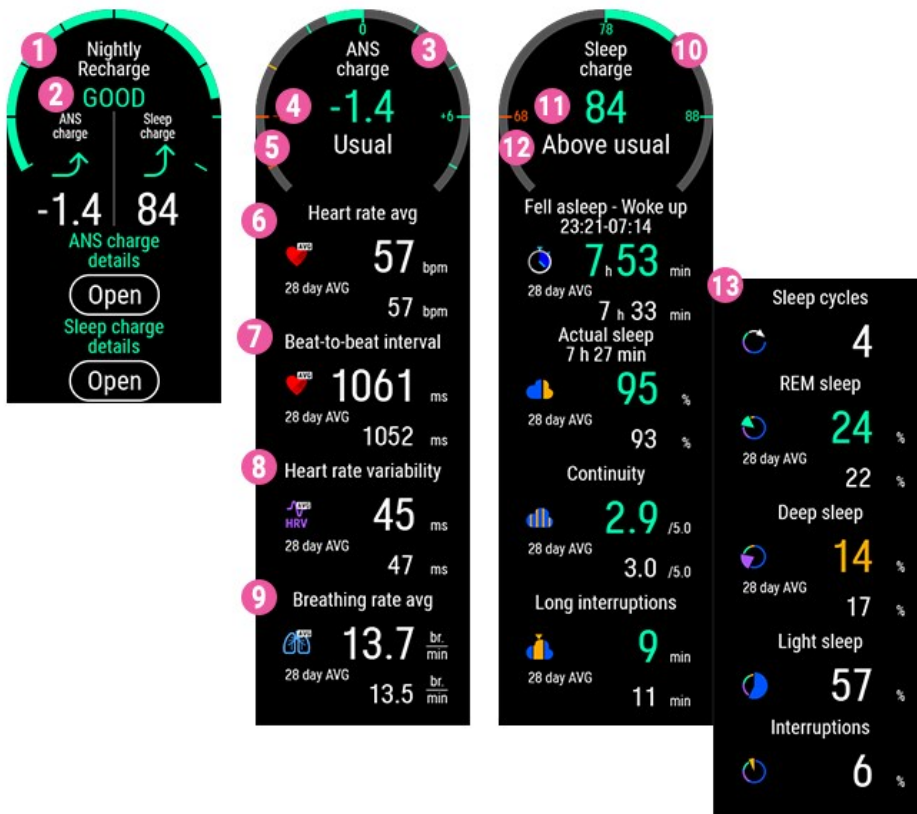 1
Nightly
Recharge
2
GOOD
ANS
charge
Sleep
charge
-1.4
84
ANS charge
details
Open
Sleep charge
details
Open
0
3
ANS
charge
4
-1.4
+6
5
Usual
6
Heart rate avg
AVG
57 bpm
28 day AVG
57 bpm
7
Beat-to-beat interval
AVG
1061 ms
28 day AVG
1052 ms
8
Heart rate variability
AVG
HRV
45 ms
28 day AVG
47 ms
9
Breathing rate avg
AVG
13.7 br./min
28 day AVG
13.5 br./min
78
10
Sleep
charge
11
68
84
88
12
Above usual
Fell asleep - Woke up
23:21-07:14
7 h 53 min
28 day AVG
7 h 33 min
Actual sleep
7 h 27 min
95 %
28 day AVG
93 %
Continuity
2.9 /5.0
28 day AVG
3.0 /5.0
Long interruptions
9 min
28 day AVG
11 min
13
Sleep cycles
4
REM sleep
24 %
28 day AVG
22 %
Deep sleep
14 %
28 day AVG
17 %
Light sleep
57 %
Interruptions
6 %